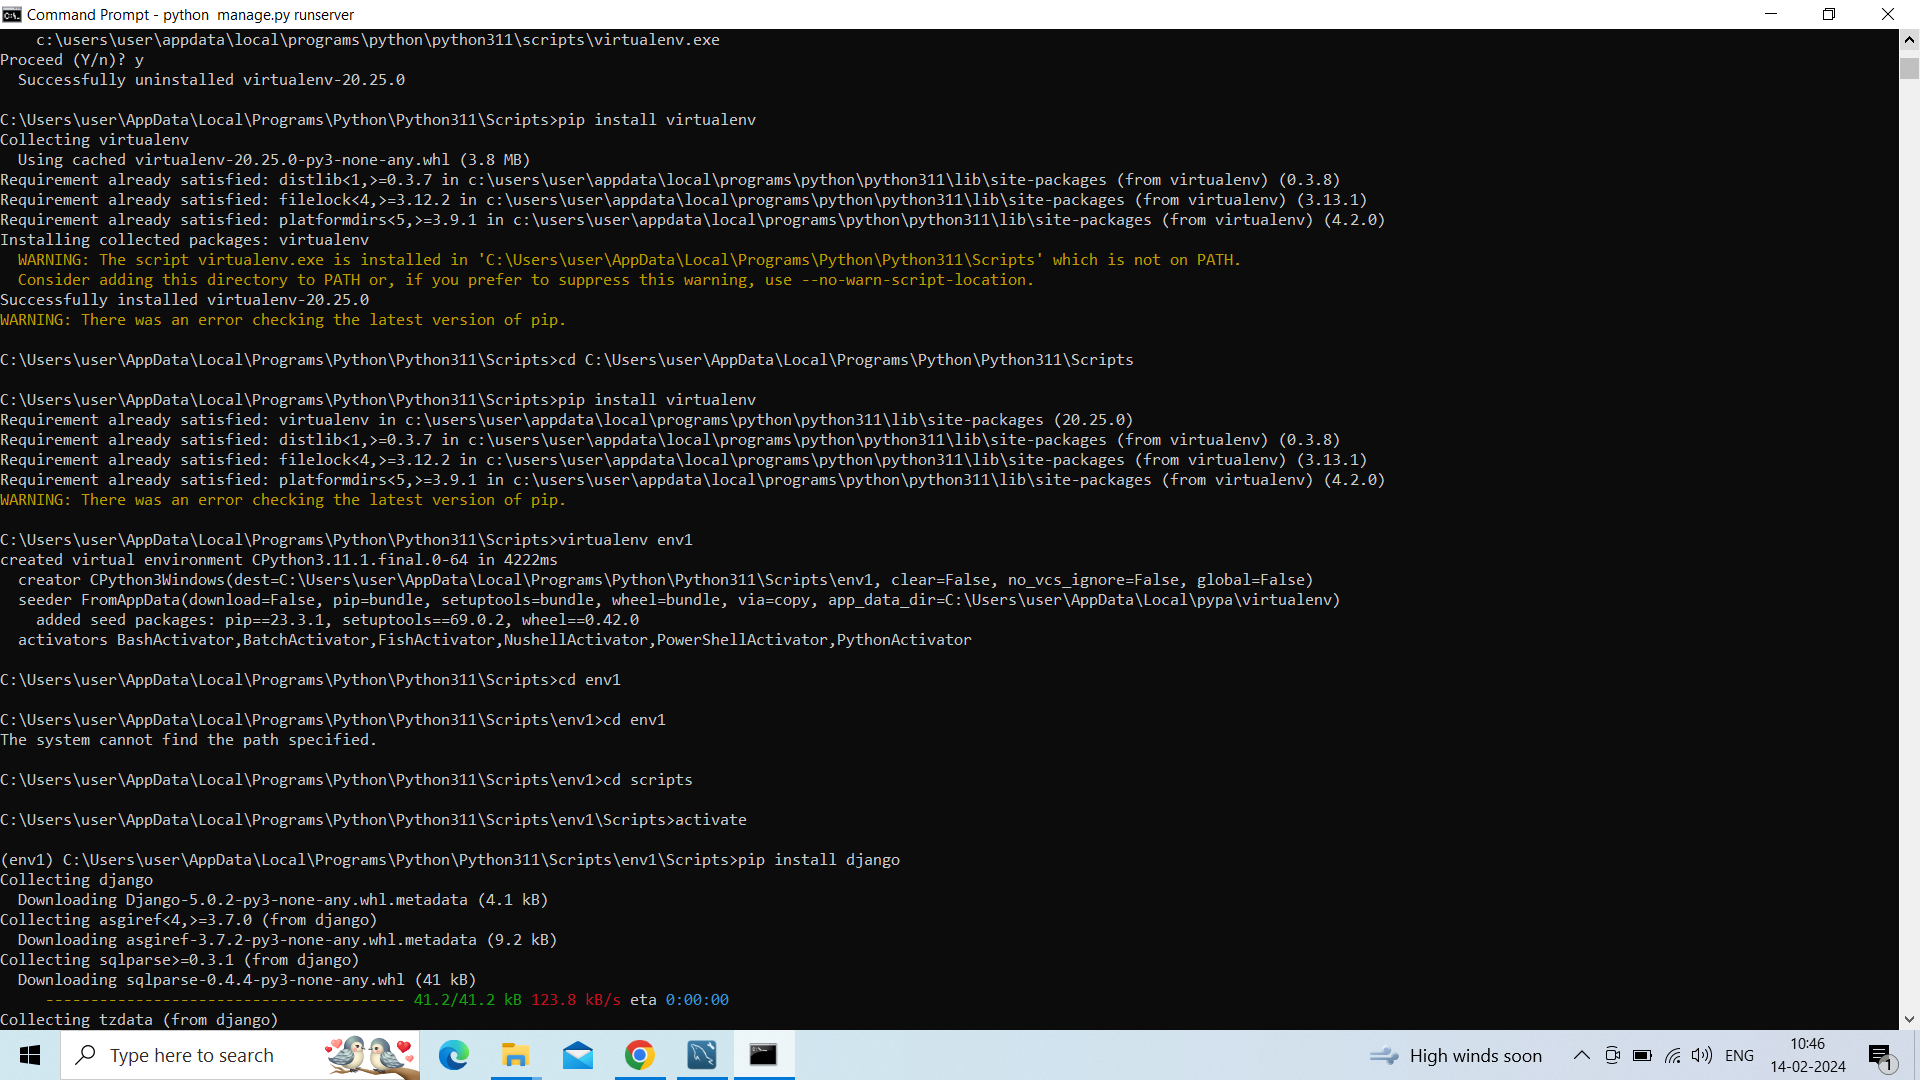 Command Prompt - python  manage.py runserver
    c:\users\user\appdata\local\programs\python\python311\scripts\virtualenv.exe
Proceed (Y/n)? y
  Successfully uninstalled virtualenv-20.25.0
C:\Users\user\AppData\Local\Programs\Python\Python311\Scripts>pip install virtualenv
Collecting virtualenv
  Using cached virtualenv-20.25.0-py3-none-any.whl (3.8 MB)
Requirement already satisfied: distlib<1,>=0.3.7 in c:\users\user\appdata\local\programs\python\python311\lib\site-packages (from virtualenv) (0.3.8)
Requirement already satisfied: filelock<4,>=3.12.2 in c:\users\user\appdata\local\programs\python\python311\lib\site-packages (from virtualenv) (3.13.1)
Requirement already satisfied: platformdirs<5,>=3.9.1 in c:\users\user\appdata\local\programs\python\python311\lib\site-packages (from virtualenv) (4.2.0)
Installing collected packages: virtualenv
  WARNING: The script virtualenv.exe is installed in 'C:\Users\user\AppData\Local\Programs\Python\Python311\Scripts' which is not on PATH.
  Consider adding this directory to PATH or, if you prefer to suppress this warning, use --no-warn-script-location.
Successfully installed virtualenv-20.25.0
WARNING: There was an error checking the latest version of pip.
C:\Users\user\AppData\Local\Programs\Python\Python311\Scripts>cd C:\Users\user\AppData\Local\Programs\Python\Python311\Scripts
C:\Users\user\AppData\Local\Programs\Python\Python311\Scripts>pip install virtualenv
Requirement already satisfied: virtualenv in c:\users\user\appdata\local\programs\python\python311\lib\site-packages (20.25.0)
Requirement already satisfied: distlib<1,>=0.3.7 in c:\users\user\appdata\local\programs\python\python311\lib\site-packages (from virtualenv) (0.3.8)
Requirement already satisfied: filelock<4,>=3.12.2 in c:\users\user\appdata\local\programs\python\python311\lib\site-packages (from virtualenv) (3.13.1)
Requirement already satisfied: platformdirs<5,>=3.9.1 in c:\users\user\appdata\local\programs\python\python311\lib\site-packages (from virtualenv) (4.2.0)
WARNING: There was an error checking the latest version of pip.
C:\Users\user\AppData\Local\Programs\Python\Python311\Scripts>virtualenv env1
created virtual environment CPython3.11.1.final.0-64 in 4222ms
  creator CPython3Windows(dest=C:\Users\user\AppData\Local\Programs\Python\Python311\Scripts\env1, clear=False, no_vcs_ignore=False, global=False)
  seeder FromAppData(download=False, pip=bundle, setuptools=bundle, wheel=bundle, via=copy, app_data_dir=C:\Users\user\AppData\Local\pypa\virtualenv)
    added seed packages: pip==23.3.1, setuptools==69.0.2, wheel==0.42.0
  activators BashActivator,BatchActivator,FishActivator,NushellActivator,PowerShellActivator,PythonActivator
C:\Users\user\AppData\Local\Programs\Python\Python311\Scripts>cd env1
C:\Users\user\AppData\Local\Programs\Python\Python311\Scripts\env1>cd env1
The system cannot find the path specified.
C:\Users\user\AppData\Local\Programs\Python\Python311\Scripts\env1>cd scripts
C:\Users\user\AppData\Local\Programs\Python\Python311\Scripts\env1\Scripts>activate
(env1) C:\Users\user\AppData\Local\Programs\Python\Python311\Scripts\env1\Scripts>pip install django
Collecting django
  Downloading Django-5.0.2-py3-none-any.whl.metadata (4.1 kB)
Collecting asgiref<4,>=3.7.0 (from django)
  Downloading asgiref-3.7.2-py3-none-any.whl.metadata (9.2 kB)
Collecting sqlparse>=0.3.1 (from django)
  Downloading sqlparse-0.4.4-py3-none-any.whl (41 kB)
     ---------------------------------------- 41.2/41.2 kB 123.8 kB/s eta 0:00:00
Collecting tzdata (from django)
Type here to search
High winds soon
ENG
10:46
14-02-2024
1